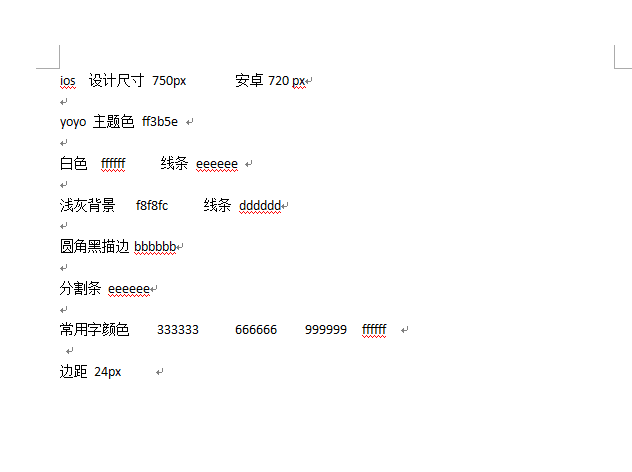 ios 设计尺寸 750px 安卓 720 px
yoyo 主题色 ff3b5e
白色 ffffff 线条 eeeeee
浅灰背景 f8f8fc 线条 dddddd
圆角黑描边 bbbbbb
分割条 eeeeee
常用字颜色 333333 666666 999999 ffffff
边距 24px